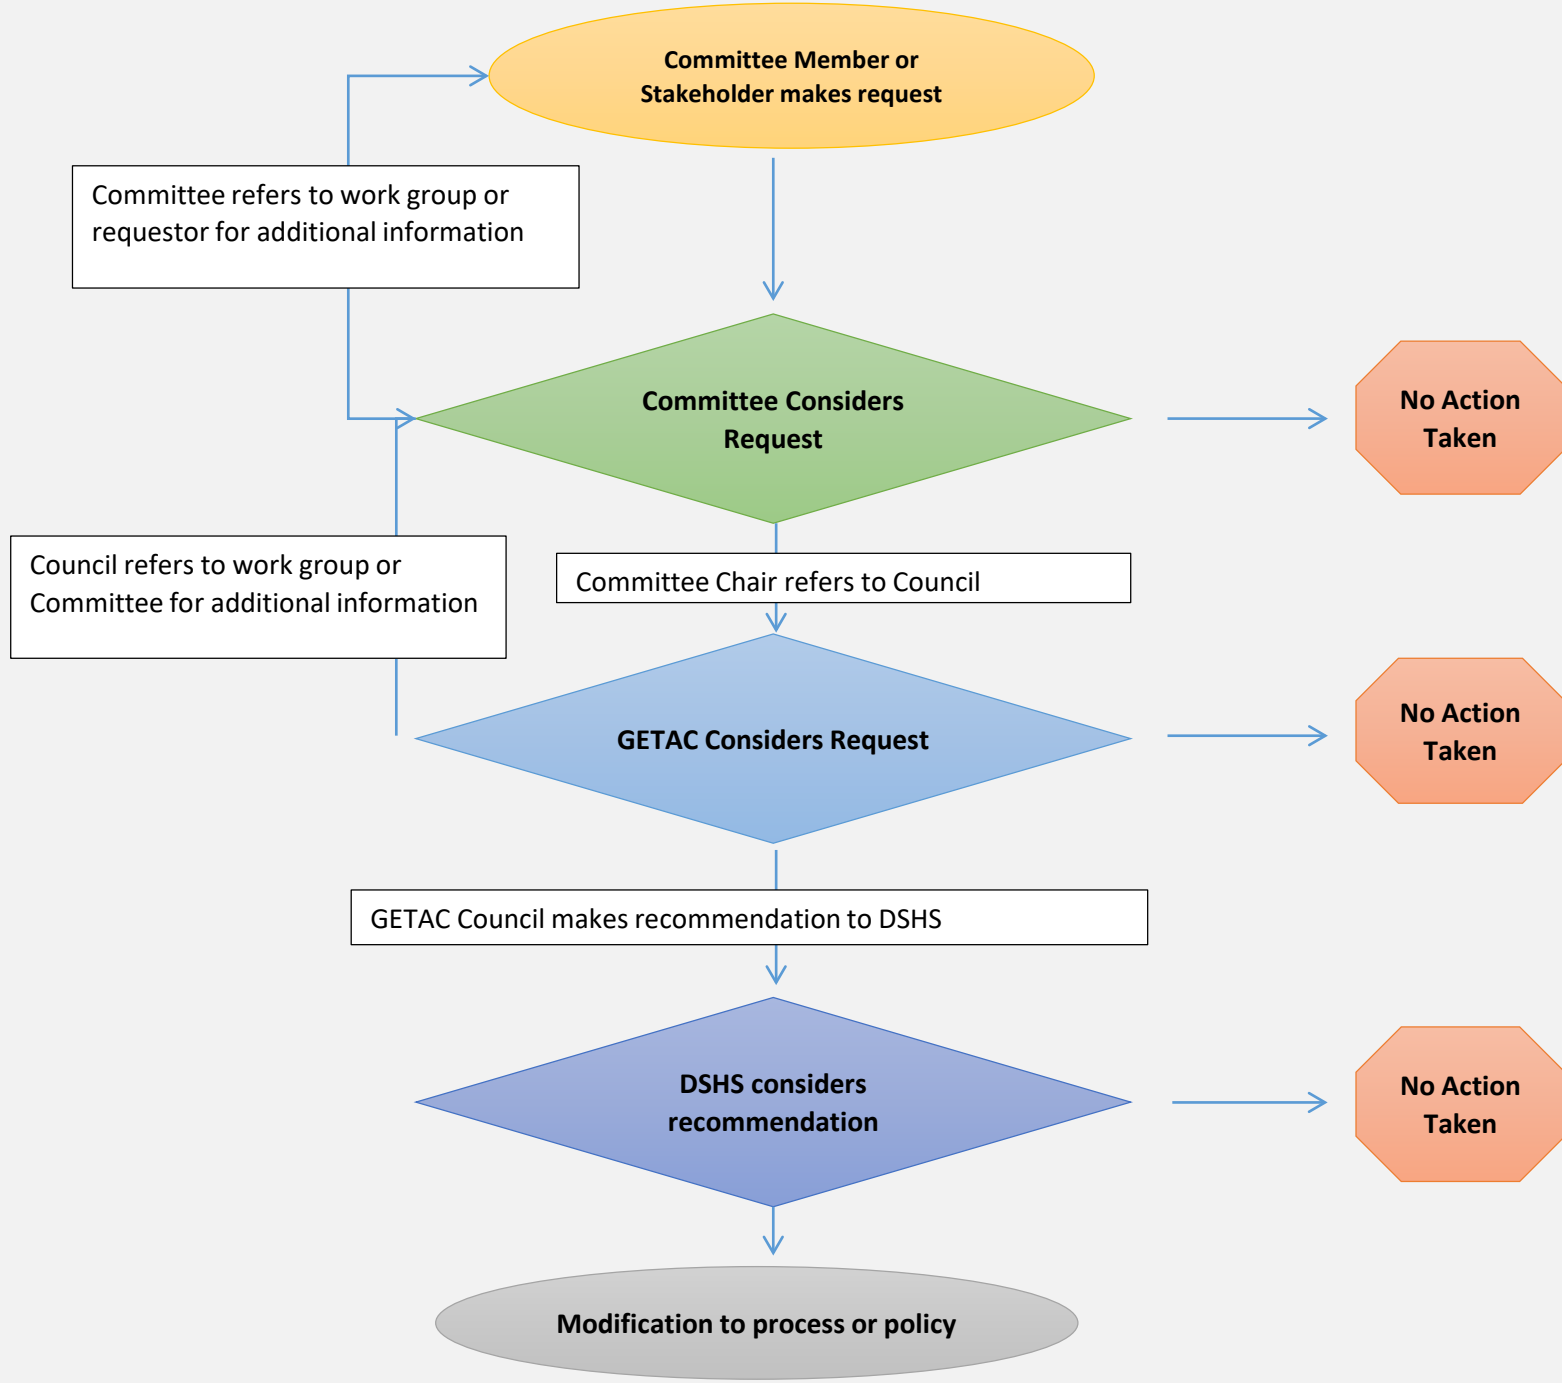 Committee Member or
Stakeholder makes request
Committee refers to work group or
requestor for additional information
Committee Considers
Request
No Action
Taken
Council refers to work group or
Committee for additional information
Committee Chair refers to Council
GETAC Considers Request
No Action
Taken
GETAC Council makes recommendation to DSHS
DSHS considers
recommendation
No Action
Taken
Modification to process or policy